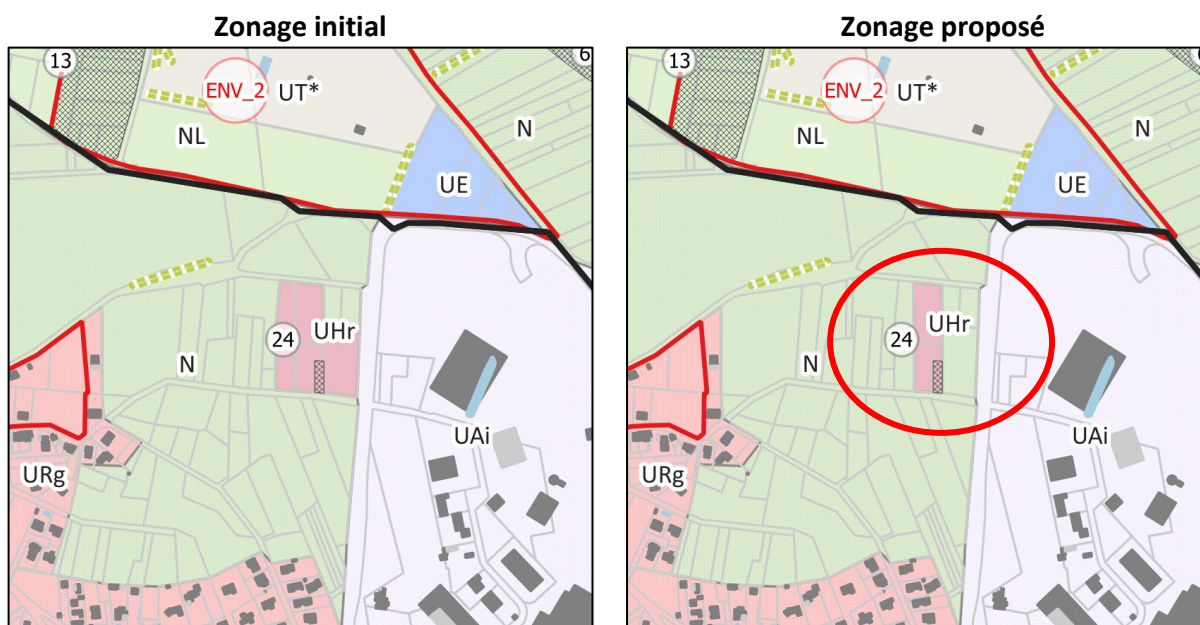 Zonage initial
Zonage proposé
13
6
ENV_2
UT*
NL
N
UE
24
UHr
N
UAi
URg
13
ENV_2
UT*
NL
N
UE
24
UHr
N
UAi
URg